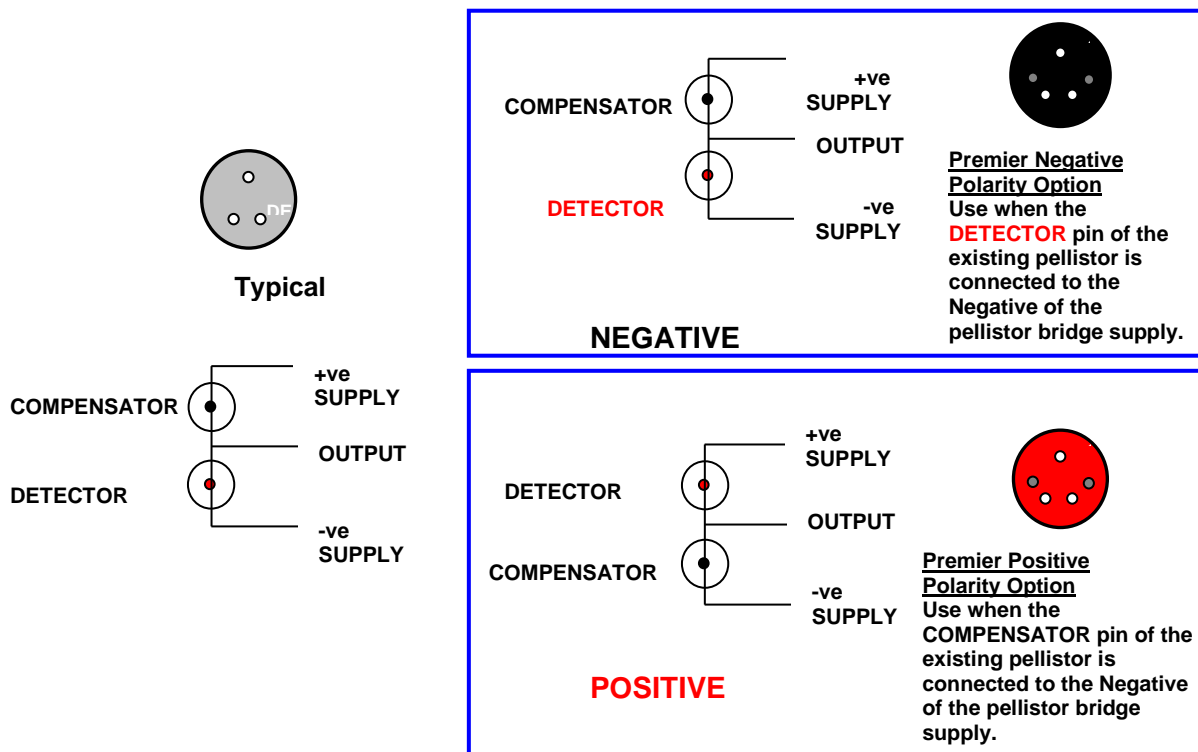 Typical
COMPENSATOR
+ve
SUPPLY
OUTPUT
DETECTOR
-ve
SUPPLY
COMPENSATOR
+ve
SUPPLY
OUTPUT
DETECTOR
-ve
SUPPLY
NEGATIVE
Premier Negative
Polarity Option
Use when the
DETECTOR pin of the
existing pellistor is
connected to the
Negative of the
pellistor bridge supply.
DETECTOR
+ve
SUPPLY
OUTPUT
COMPENSATOR
-ve
SUPPLY
POSITIVE
Premier Positive
Polarity Option
Use when the
COMPENSATOR pin of the
existing pellistor is
connected to the Negative
of the pellistor bridge
supply.